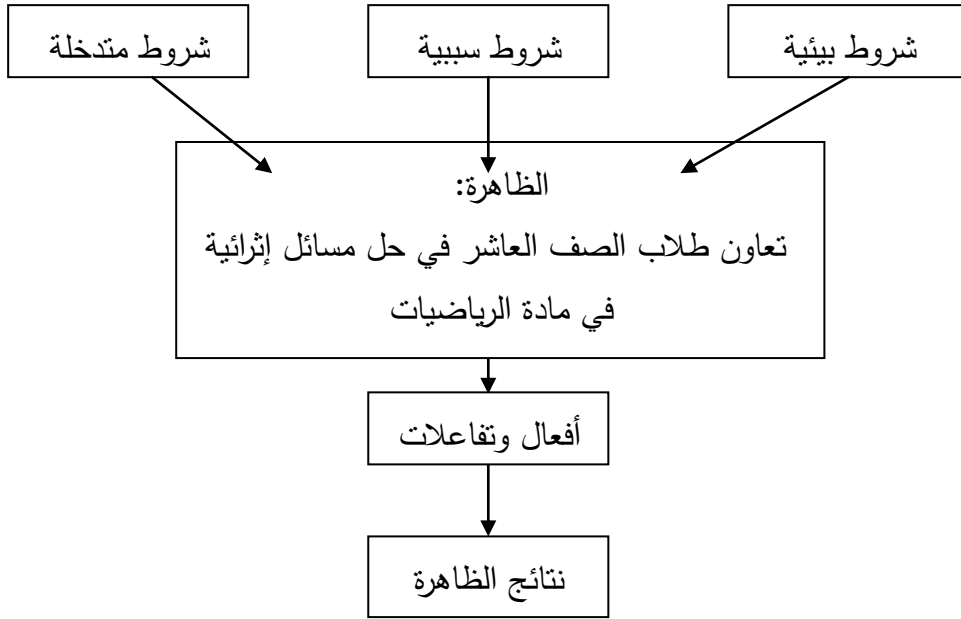 شروط بيئية
شروط سببية
شروط متدخلة
الظاهرة:
تعاون طلاب الصف العاشر في حل مسائل إثرائية
في مادة الرياضيات
أفعال وتفاعلات
نتائج الظاهرة